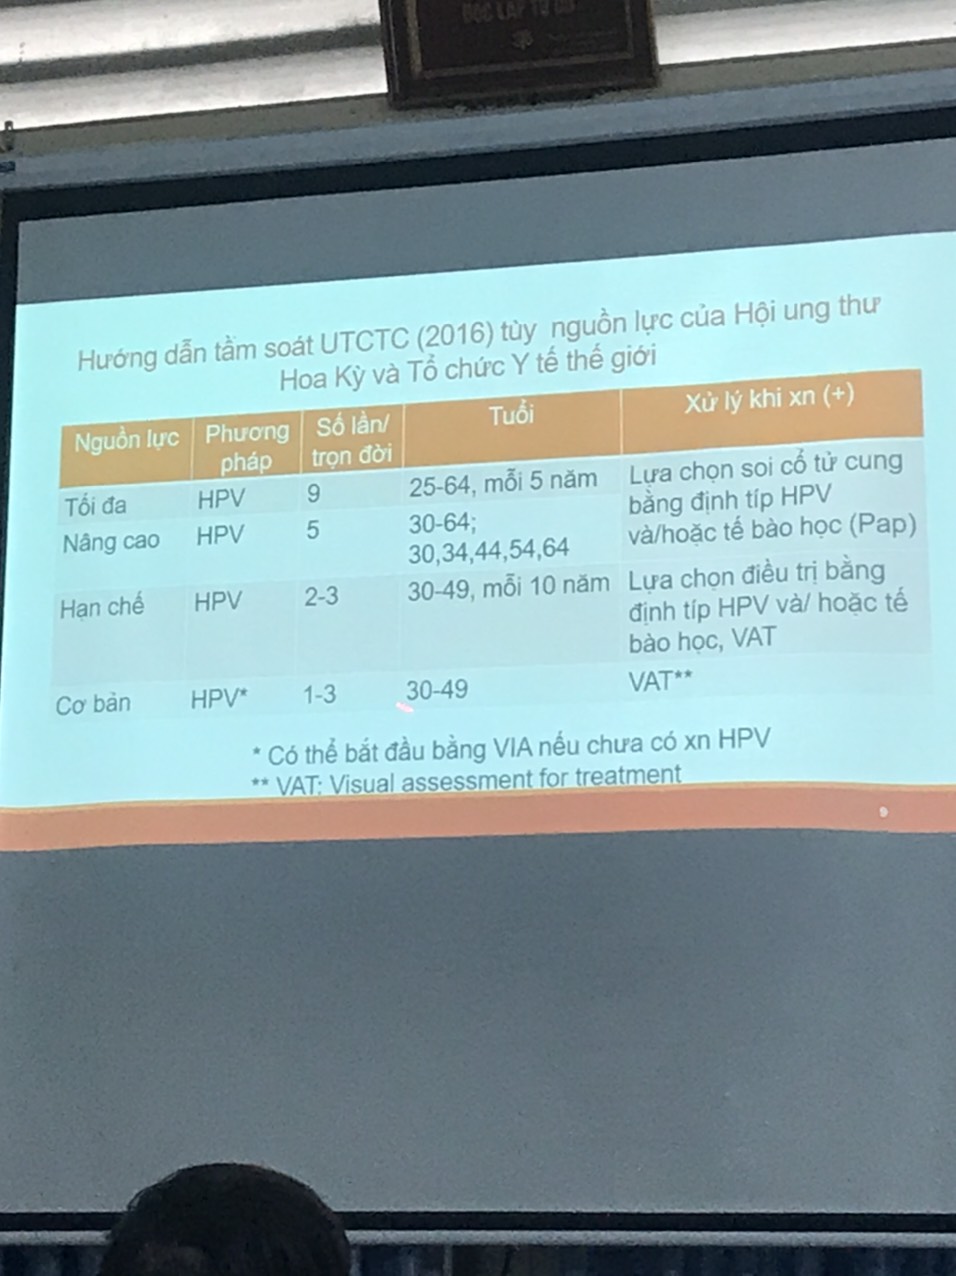 ĐỘC LẬP TỰ DO
Hướng dẫn tầm soát UTCTC (2016) tùy nguồn lực của Hội ung thư
Hoa Kỳ và Tổ chức Y tế thế giới
Nguồn lực Phương pháp Số lần/ trọn đời Tuổi Xử lý khi xn (+)
Tối đa HPV 9 25-64, mỗi 5 năm Lựa chọn soi cổ tử cung
bằng định típ HPV
Nâng cao HPV 5 30-64; và/hoặc tế bào học (Pap)
30,34,44,54,64
Hạn chế HPV 2-3 30-49, mỗi 10 năm Lựa chọn điều trị bằng
định típ HPV và/ hoặc tế
bào học, VAT
Cơ bản HPV* 1-3 30-49 VAT**
* Có thể bắt đầu bằng VIA nếu chưa có xn HPV
** VAT: Visual assessment for treatment
9